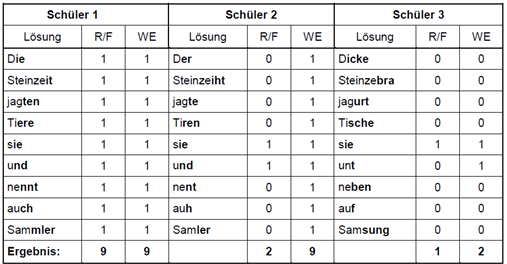 Schüler 1 Schüler 2 Schüler 3
Lösung R/F WE Lösung R/F WE Lösung R/F WE
Die 1 1 Der 0 1 Dicke 0 0
Steinzeit 1 1 Steinzeiht 0 1 Steinzebra 0 0
jagten 1 1 jagte 0 1 jagurt 0 0
Tiere 1 1 Tiren 0 1 Tische 0 0
sie 1 1 sie 1 1 sie 1 1
und 1 1 und 1 1 unt 0 1
nennt 1 1 nent 0 1 neben 0 0
auch 1 1 auh 0 1 auf 0 0
Sammler 1 1 Samler 0 1 Samsung 0 0
Ergebnis: 9 9 2 9 1 2